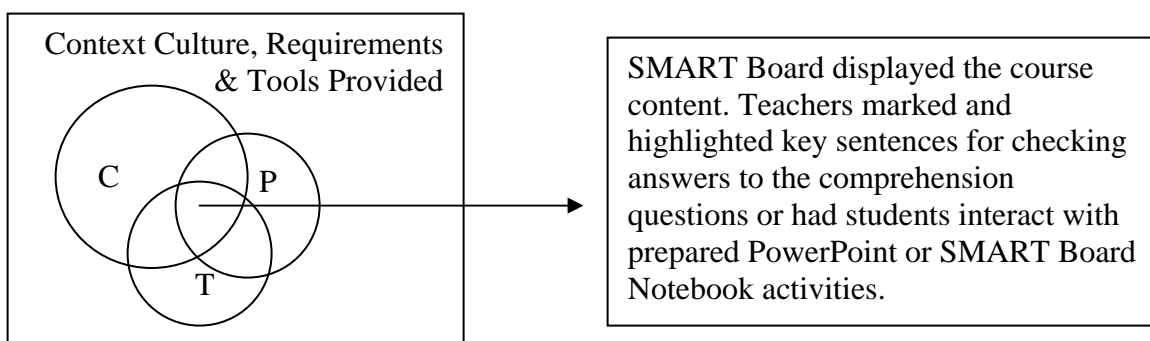 Context Culture, Requirements
& Tools Provided
C
P
T
SMART Board displayed the course
content. Teachers marked and
highlighted key sentences for checking
answers to the comprehension
questions or had students interact with
prepared PowerPoint or SMART Board
Notebook activities.